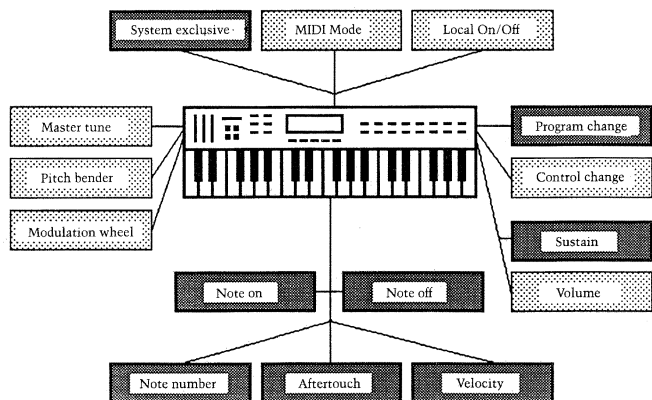 System exclusive
MIDI Mode
Local On/Off
Master tune
Program change
Pitch bender
Control change
Modulation wheel
Sustain
Note on
Note off
Volume
Note number
Aftertouch
Velocity